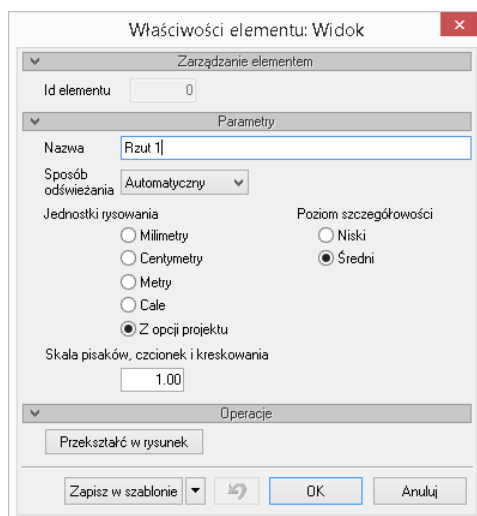 Właściwości elementu: Widok
Zarządzanie elementem
Id elementu 0
Parametry
Nazwa Rzut 1
Sposób
odświeżania Automatyczny
Jednostki rysowania Poziom szczegółowości
Milimetry Niski
Centymetry Średni
Metry
Cale
Z opcji projektu
Skala pisaków, czcionek i kreskowania
1.00
Operacje
Przekształć w rysunek
Zapisz w szablonie OK Anuluj